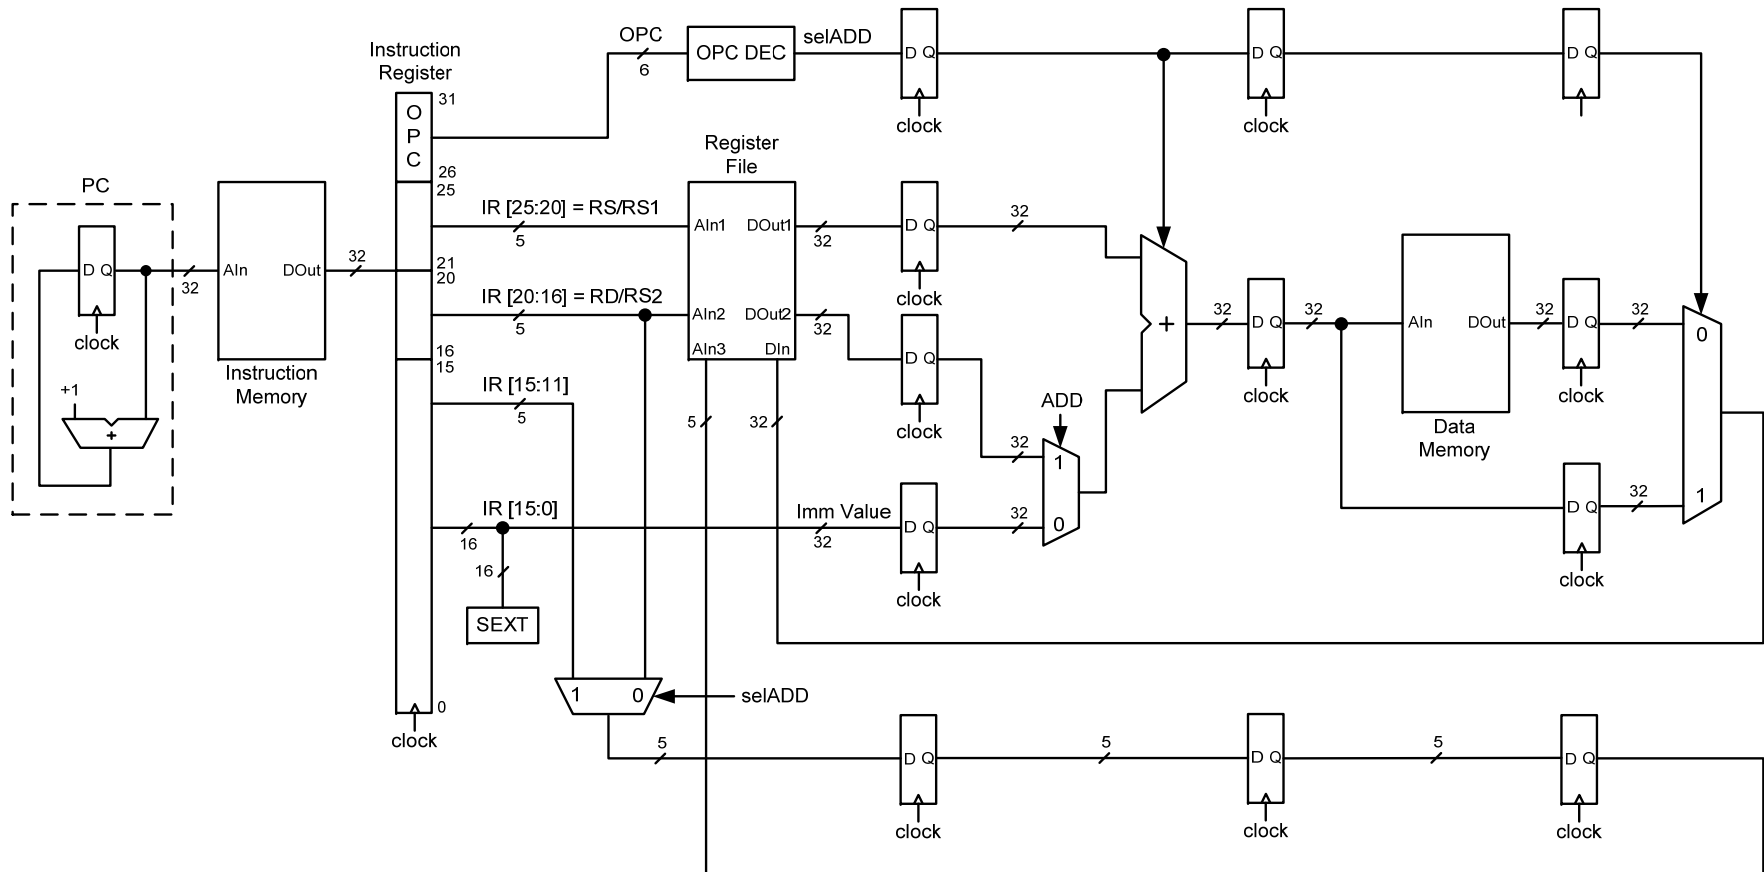 OPC
6
OPC DEC
selADD
D Q
clock
D Q
clock
D Q
Instruction
Register
31
O
P
C
26
25
21
20
16
15
0
clock
PC
D Q
clock
+1
+
32
AIn
DOut
Instruction
Memory
32
IR [25:20] = RS/RS1
5
IR [20:16] = RD/RS2
5
IR [15:11]
5
IR [15:0]
16
16
SEXT
Register
File
AIn1
DOut1
AIn2
DOut2
AIn3
DIn
32
32
5
32
Imm Value
32
D Q
clock
D Q
clock
D Q
clock
32
32
32
ADD
1
0
+
32
D Q
clock
32
AIn
DOut
Data
Memory
32
D Q
clock
32
D Q
clock
32
0
1
1
0
selADD
5
D Q
clock
5
D Q
clock
5
D Q
clock